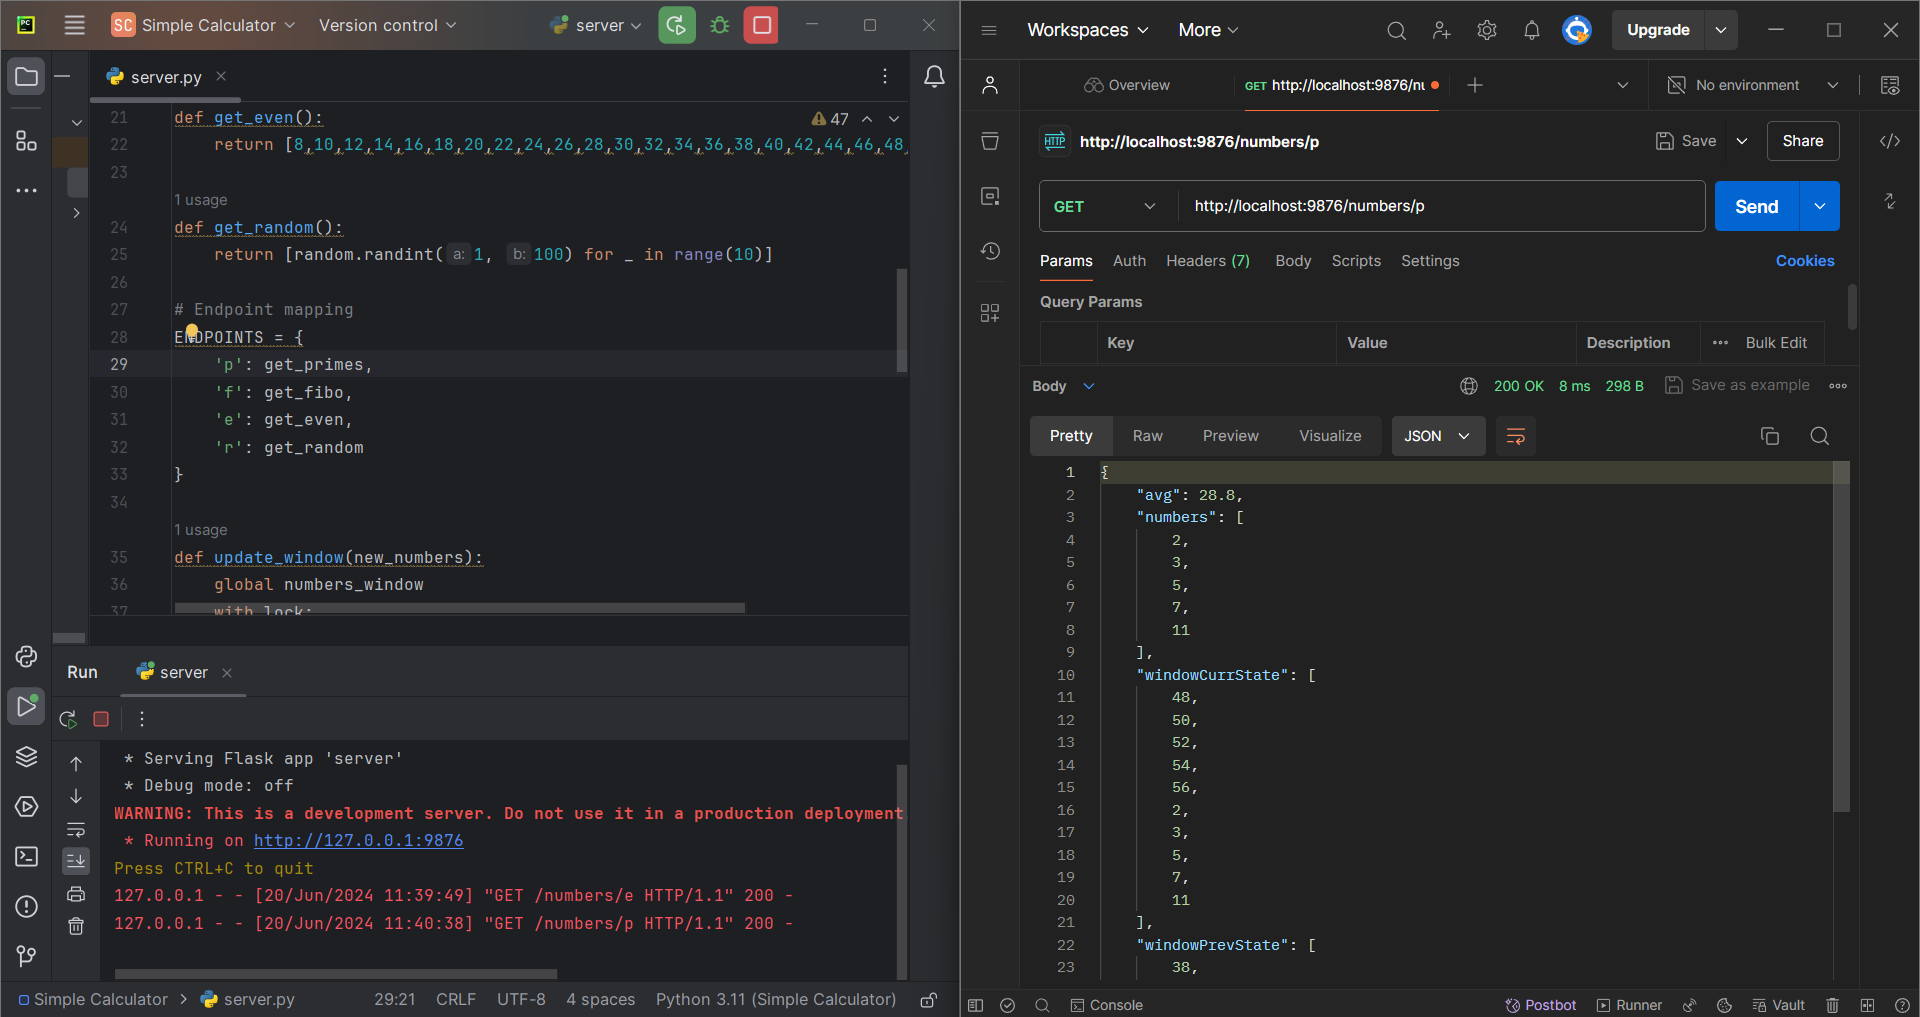 PC
SC Simple Calculator
Version control
server
server.py
21 def get_even():
47
22 return [8,10,12,14,16,18,20,22,24,26,28,30,32,34,36,38,40,42,44,46,48,
23
1 usage
24 def get_random():
25 return [random.randint( a: 1, b: 100) for _ in range(10)]
26
27 # Endpoint mapping
28 ENDPOINTS = {
29 'p': get_primes,
30 'f': get_fibo,
31 'e': get_even,
32 'r': get_random
33 }
34
1 usage
35 def update_window(new_numbers):
36 global numbers_window
37 with lock:
Run
server
* Serving Flask app 'server'
* Debug mode: off
WARNING: This is a development server. Do not use it in a production deployment
* Running on http://127.0.0.1:9876
Press CTRL+C to quit
127.0.0.1 - - [20/Jun/2024 11:39:49] "GET /numbers/e HTTP/1.1" 200 -
127.0.0.1 - - [20/Jun/2024 11:40:38] "GET /numbers/p HTTP/1.1" 200 -
Simple Calculator > server.py
29:21 CRLF UTF-8 4 spaces Python 3.11 (Simple Calculator)
Workspaces
More
Upgrade
Overview
GET http://localhost:9876/nu
No environment
HTTP http://localhost:9876/numbers/p
Save
Share
GET
http://localhost:9876/numbers/p
Send
Params Auth Headers (7) Body Scripts Settings
Cookies
Query Params
Key Value Description
Bulk Edit
Body
200 OK 8 ms 298 B
Save as example
Pretty Raw Preview Visualize
JSON
1 {
2 "avg": 28.8,
3 "numbers": [
4 2,
5 3,
6 5,
7 7,
8 11
9 ],
10 "windowCurrState": [
11 48,
12 50,
13 52,
14 54,
15 56,
16 2,
17 3,
18 5,
19 7,
20 11
21 ],
22 "windowPrevState": [
23 38,
Console
Postbot
Runner
Vault